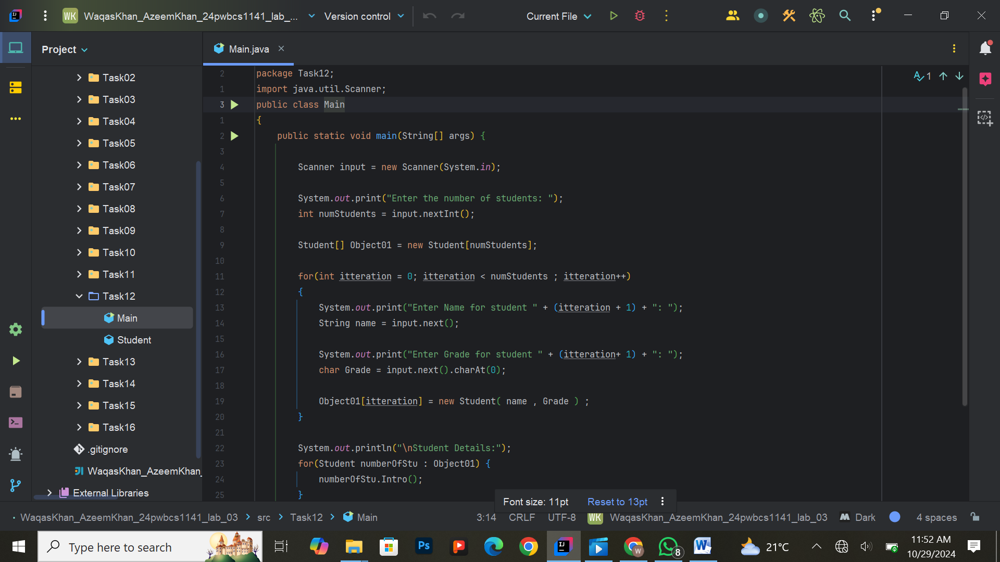 WK WaqasKhan_AzeemKhan_24pwbcs1141_lab_... Version control Current File
Project
Main.java
Task02
Task03
Task04
Task05
Task06
Task07
Task08
Task09
Task10
Task11
Task12
Main
Student
Task13
Task14
Task15
Task16
.gitignore
WaqasKhan_AzeemKhan_
External Libraries
1
2 package Task12;
1 import java.util.Scanner;
3 public class Main
1 {
2 public static void main(String[] args) {
3
4 Scanner input = new Scanner(System.in);
5
6 System.out.print("Enter the number of students: ");
7 int numStudents = input.nextInt();
8
9 Student[] Object01 = new Student[numStudents];
10
11 for(int itteration = 0; itteration < numStudents ; itteration++)
12 {
13 System.out.print("Enter Name for student " + (itteration + 1) + ": ");
14 String name = input.next();
15
16 System.out.print("Enter Grade for student " + (itteration+ 1) + ": ");
17 char Grade = input.next().charAt(0);
18
19 Object01[itteration] = new Student( name , Grade ) ;
20 }
21
22 System.out.println("\nStudent Details:");
23 for(Student numberOfStu : Object01) {
24 numberOfStu.Intro();
25 }
Font size: 11pt Reset to 13pt
WaqasKhan_AzeemKhan_24pwbcs1141_lab_03 > src > Task12 > Main 3:14 CRLF UTF-8 WK WaqasKhan_AzeemKhan_24pwbcs1141_lab_03 Dark 4 spaces
Type here to search
Ps
8
21°C
11:52 AM
10/29/2024